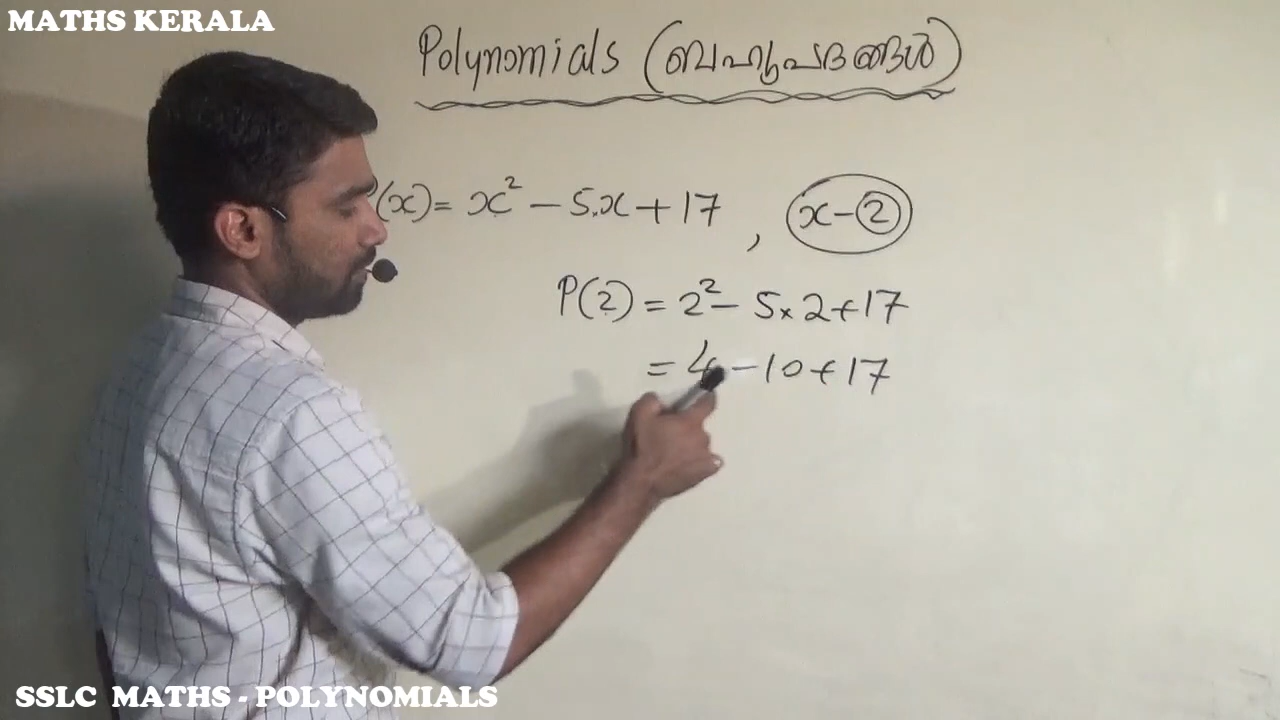 MATHS KERALA
Polynomials (ബഹുപദങ്ങൾ)
(x) = x² - 5x + 17 , x - 2
P(2) = 2² - 5 × 2 + 17
= 4 - 10 + 17
SSLC MATHS - POLYNOMIALS